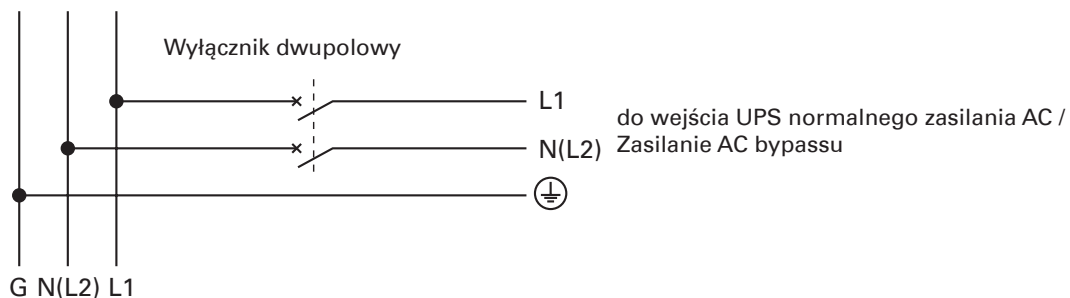 Wyłącznik dwupolowy
L1
do wejścia UPS normalnego zasilania AC /
N(L2)
Zasilanie AC bypassu
G N(L2) L1